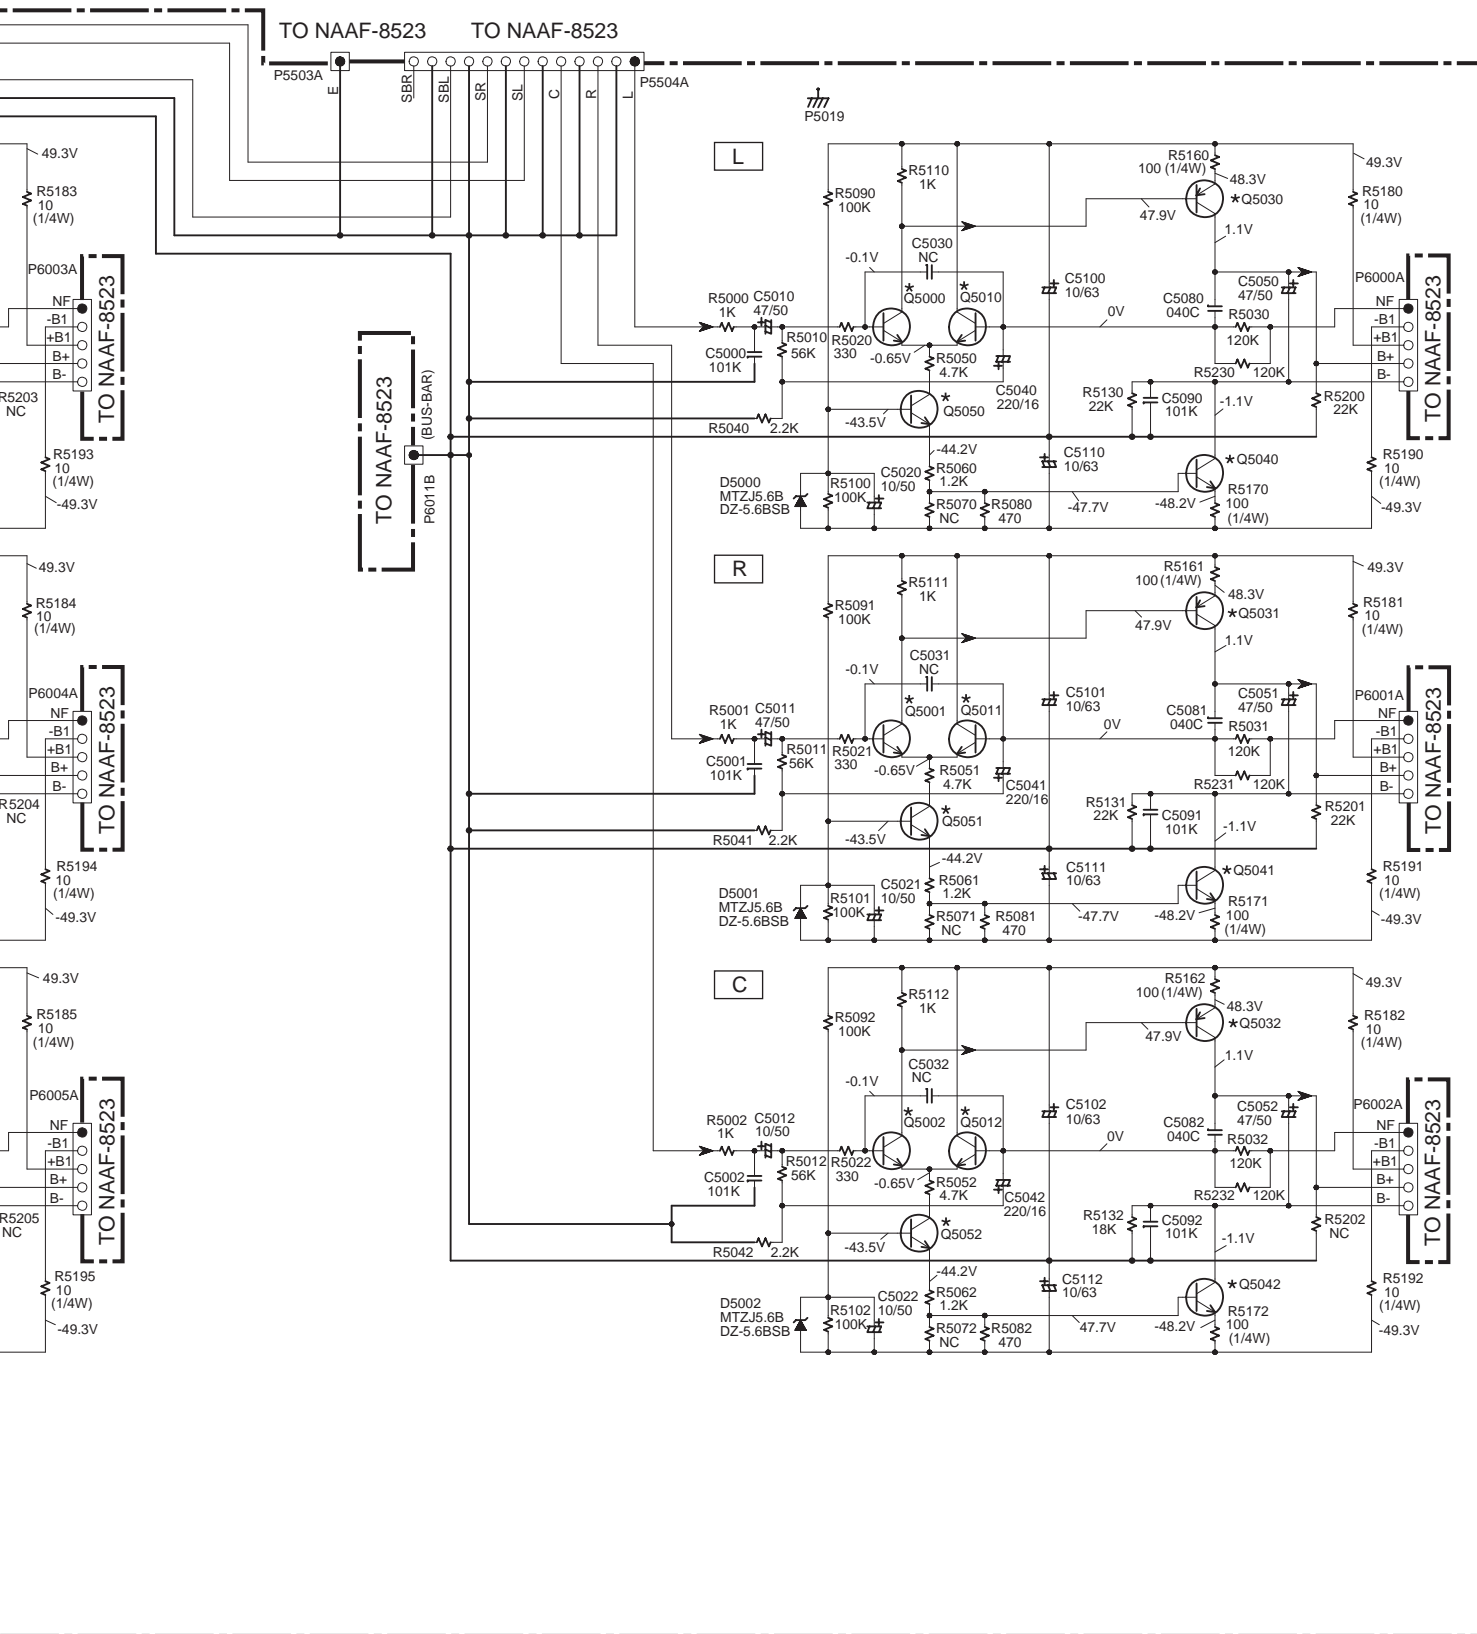 TO NAAF-8523 TO NAAF-8523
P5503A
P5504A
E
SBR
SBL
SR
SL
C
R
L
P5019
49.3V
R5183
10
(1/4W)
P6003A
NF
-B1
+B1
B+
B-
TO NAAF-8523
R5203
NC
R5193
10
(1/4W)
-49.3V
TO NAAF-8523
(BUS-BAR)
P6011B
49.3V
R5184
10
(1/4W)
P6004A
NF
-B1
+B1
B+
B-
TO NAAF-8523
R5204
NC
R5194
10
(1/4W)
-49.3V
49.3V
R5185
10
(1/4W)
P6005A
NF
-B1
+B1
B+
B-
TO NAAF-8523
R5205
NC
R5195
10
(1/4W)
-49.3V
L
R5090
100K
R5110
1K
R5160
100 (1/4W)
48.3V
*Q5030
47.9V
1.1V
49.3V
R5180
10
(1/4W)
-0.1V
C5030
NC
*
Q5000
*
Q5010
C5100
10/63
0V
C5080
040C
C5050
47/50
R5030
120K
R5230 120K
P6000A
NF
-B1
+B1
B+
B-
TO NAAF-8523
R5000
1K
C5010
47/50
C5000
101K
R5010
56K
R5020
330
-0.65V
R5050
4.7K
C5040
220/16
*
Q5050
-43.5V
R5040 2.2K
R5130
22K
C5090
101K
-1.1V
R5200
22K
-44.2V
C5110
10/63
*Q5040
R5190
10
(1/4W)
-49.3V
D5000
MTZJ5.6B
DZ-5.6BSB
R5100
100K
C5020
10/50
R5060
1.2K
R5070
NC
R5080
470
-47.7V
-48.2V
R5170
100
(1/4W)
R
R5091
100K
R5111
1K
R5161
100 (1/4W)
48.3V
*Q5031
47.9V
1.1V
49.3V
R5181
10
(1/4W)
-0.1V
C5031
NC
*
Q5001
*
Q5011
C5101
10/63
0V
C5081
040C
C5051
47/50
R5031
120K
R5231 120K
P6001A
NF
-B1
+B1
B+
B-
TO NAAF-8523
R5001
1K
C5011
47/50
C5001
101K
R5011
56K
R5021
330
-0.65V
R5051
4.7K
C5041
220/16
*
Q5051
-43.5V
R5041 2.2K
R5131
22K
C5091
101K
-1.1V
R5201
22K
-44.2V
C5111
10/63
*Q5041
R5191
10
(1/4W)
-49.3V
D5001
MTZJ5.6B
DZ-5.6BSB
R5101
100K
C5021
10/50
R5061
1.2K
R5071
NC
R5081
470
-47.7V
-48.2V
R5171
100
(1/4W)
C
R5092
100K
R5112
1K
R5162
100 (1/4W)
48.3V
*Q5032
47.9V
1.1V
49.3V
R5182
10
(1/4W)
-0.1V
C5032
NC
*
Q5002
*
Q5012
C5102
10/63
0V
C5082
040C
C5052
47/50
R5032
120K
R5232 120K
P6002A
NF
-B1
+B1
B+
B-
TO NAAF-8523
R5002
1K
C5012
10/50
C5002
101K
R5012
56K
R5022
330
-0.65V
R5052
4.7K
C5042
220/16
*
Q5052
-43.5V
R5042 2.2K
R5132
18K
C5092
101K
-1.1V
R5202
NC
-44.2V
C5112
10/63
*Q5042
R5192
10
(1/4W)
-49.3V
D5002
MTZJ5.6B
DZ-5.6BSB
R5102
100K
C5022
10/50
R5062
1.2K
R5072
NC
R5082
470
47.7V
-48.2V
R5172
100
(1/4W)